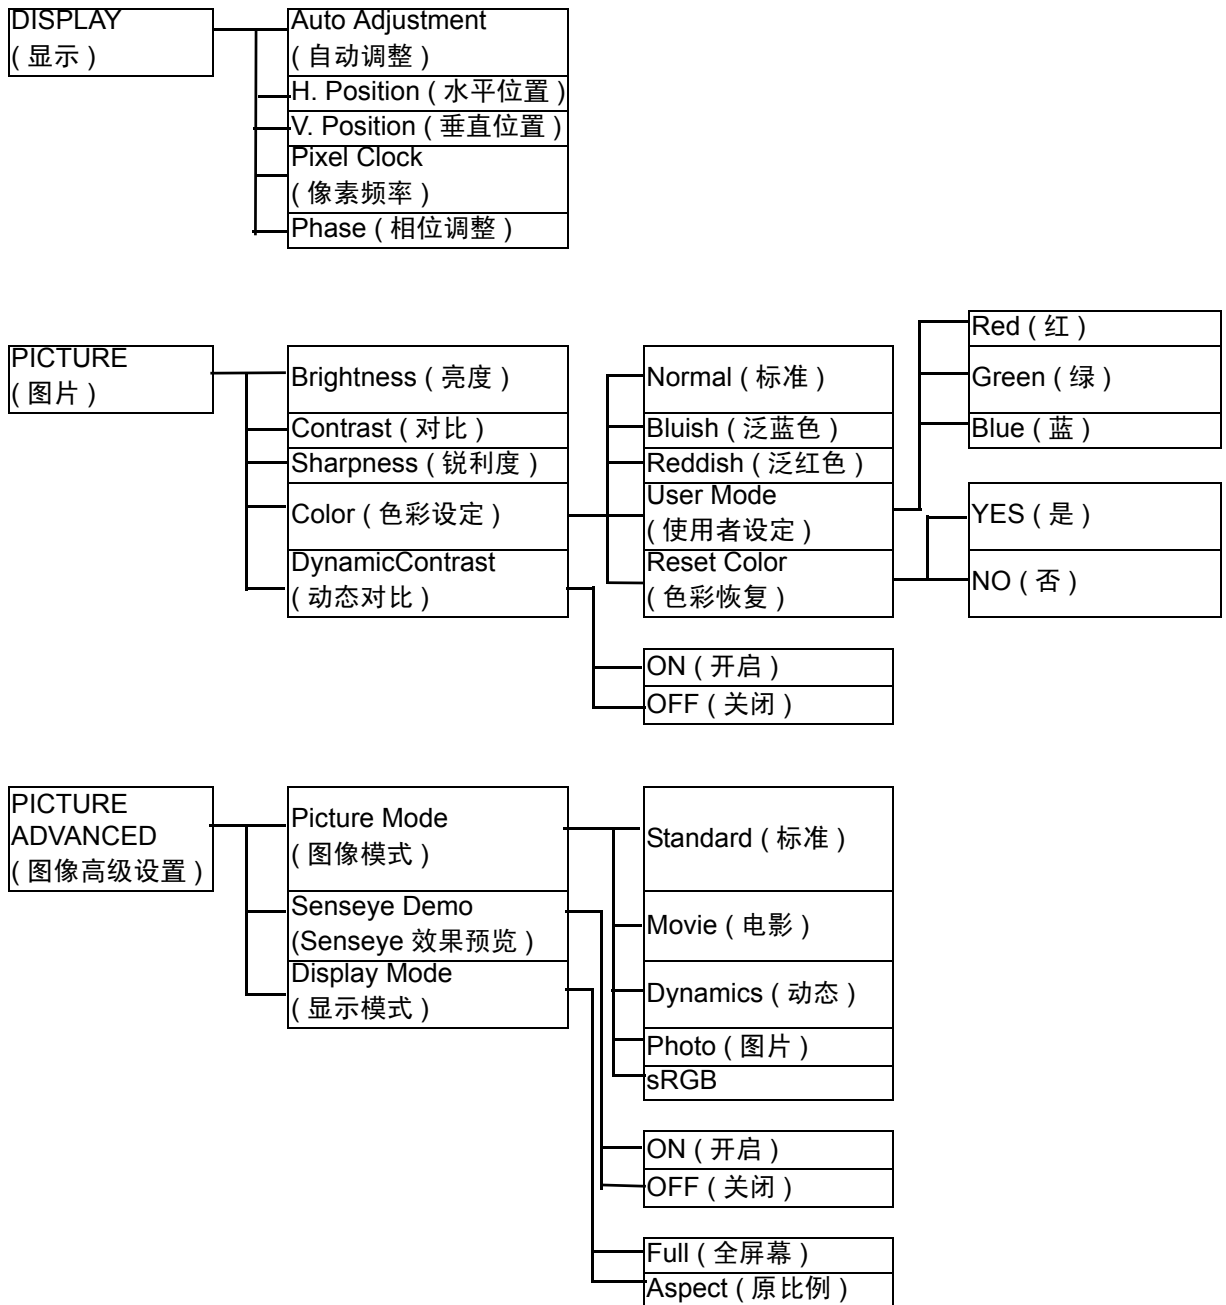 DISPLAY
( 显示 )
Auto Adjustment
( 自动调整 )
H. Position ( 水平位置 )
V. Position ( 垂直位置 )
Pixel Clock
( 像素频率 )
Phase ( 相位调整 )
PICTURE
( 图片 )
Brightness ( 亮度 )
Contrast ( 对比 )
Sharpness ( 锐利度 )
Color ( 色彩设定 )
DynamicContrast
( 动态对比 )
Normal ( 标准 )
Bluish ( 泛蓝色 )
Reddish ( 泛红色 )
User Mode
( 使用者设定 )
Reset Color
( 色彩恢复 )
Red ( 红 )
Green ( 绿 )
Blue ( 蓝 )
YES ( 是 )
NO ( 否 )
ON ( 开启 )
OFF ( 关闭 )
PICTURE
ADVANCED
( 图像高级设置 )
Picture Mode
( 图像模式 )
Senseye Demo
(Senseye 效果预览 )
Display Mode
( 显示模式 )
Standard ( 标准 )
Movie ( 电影 )
Dynamics ( 动态 )
Photo ( 图片 )
sRGB
ON ( 开启 )
OFF ( 关闭 )
Full ( 全屏幕 )
Aspect ( 原比例 )